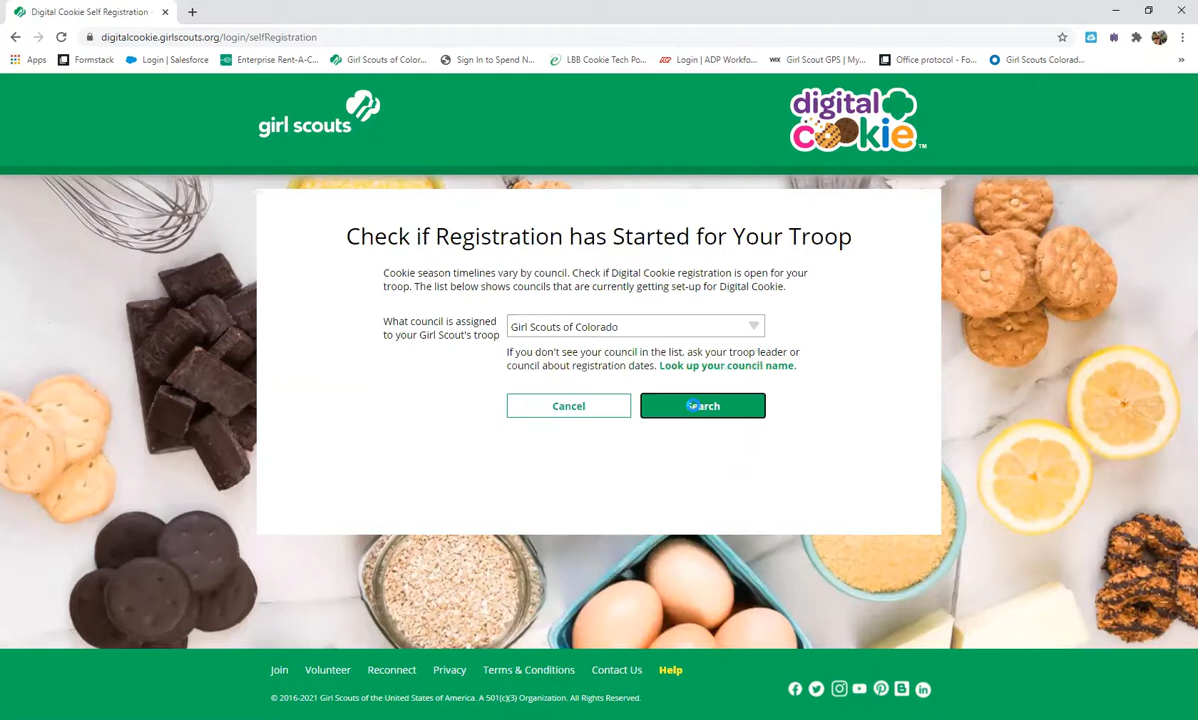 Digital Cookie Self Registration -
digitalcookie.girlscouts.org/login/selfRegistration
Apps Formstack Login | Salesforce Enterprise Rent-A-C... Girl Scouts of Color... Sign In to Spend N... LBB Cookie Tech Po... Login | ADP Workfo... WIX Girl Scout GPS | My... Office protocol - Fo... Girl Scouts Colorad... »
girl scouts
digital
cookie™
Check if Registration has Started for Your Troop
Cookie season timelines vary by council. Check if Digital Cookie registration is open for your
troop. The list below shows councils that are currently getting set-up for Digital Cookie.
What council is assigned
to your Girl Scout's troop
Girl Scouts of Colorado
If you don't see your council in the list, ask your troop leader or
council about registration dates. Look up your council name.
Cancel Search
Join Volunteer Reconnect Privacy Terms & Conditions Contact Us Help
© 2016-2021 Girl Scouts of the United States of America. A 501(c)(3) Organization. All Rights Reserved.